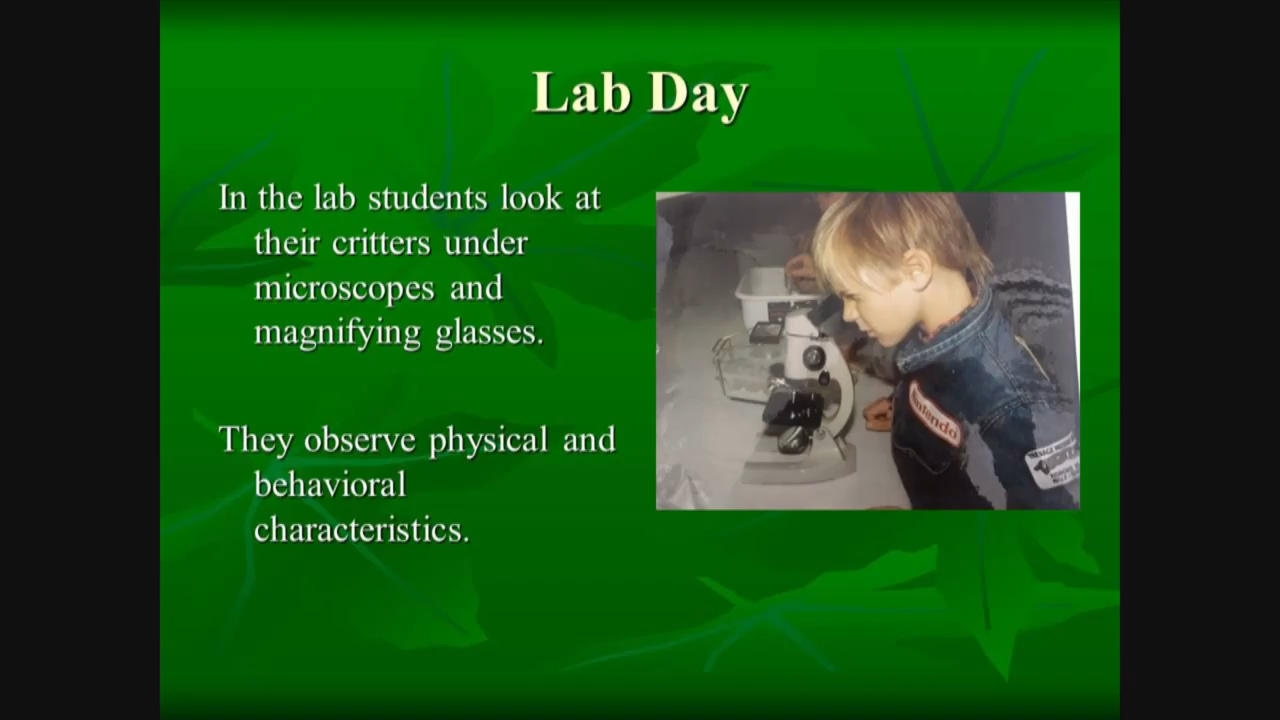 Lab Day
In the lab students look at
their critters under
microscopes and
magnifying glasses.
They observe physical and
behavioral
characteristics.
Nintendo